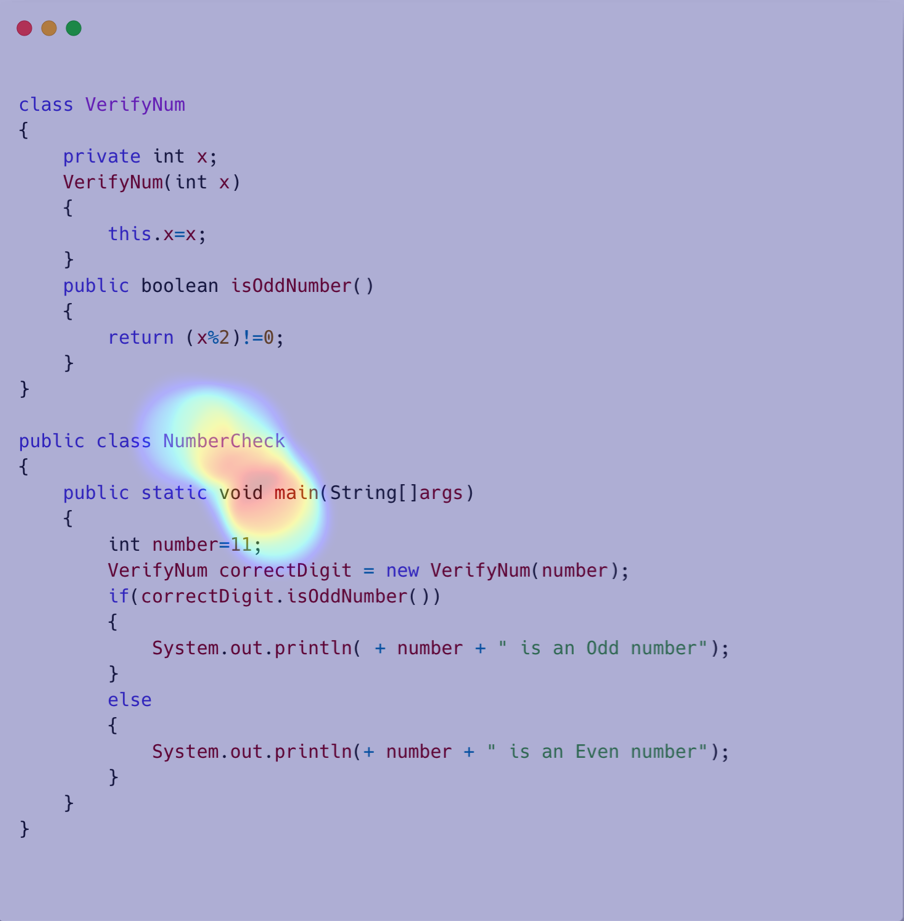 class VerifyNum
{
    private int x;
    VerifyNum(int x)
    {
        this.x=x;
    }
    public boolean isOddNumber()
    {
        return (x%2)!=0;
    }
}

public class NumberCheck
{
    public static void main(String[]args)
    {
        int number=11;
        VerifyNum correctDigit = new VerifyNum(number);
        if(correctDigit.isOddNumber())
        {
            System.out.println( + number + " is an Odd number");
        }
        else
        {
            System.out.println(+ number + " is an Even number");
        }
    }
}